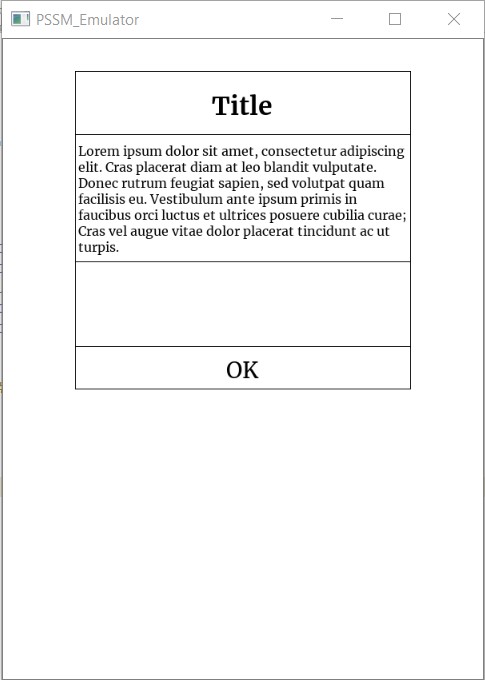 PSSM_Emulator
Title
Lorem ipsum dolor sit amet, consectetur adipiscing
elit. Cras placerat diam at leo blandit vulputate.
Donec rutrum feugiat sapien, sed volutpat quam
facilisis eu. Vestibulum ante ipsum primis in
faucibus orci luctus et ultrices posuere cubilia curae;
Cras vel augue vitae dolor placerat tincidunt ac ut
turpis.
OK